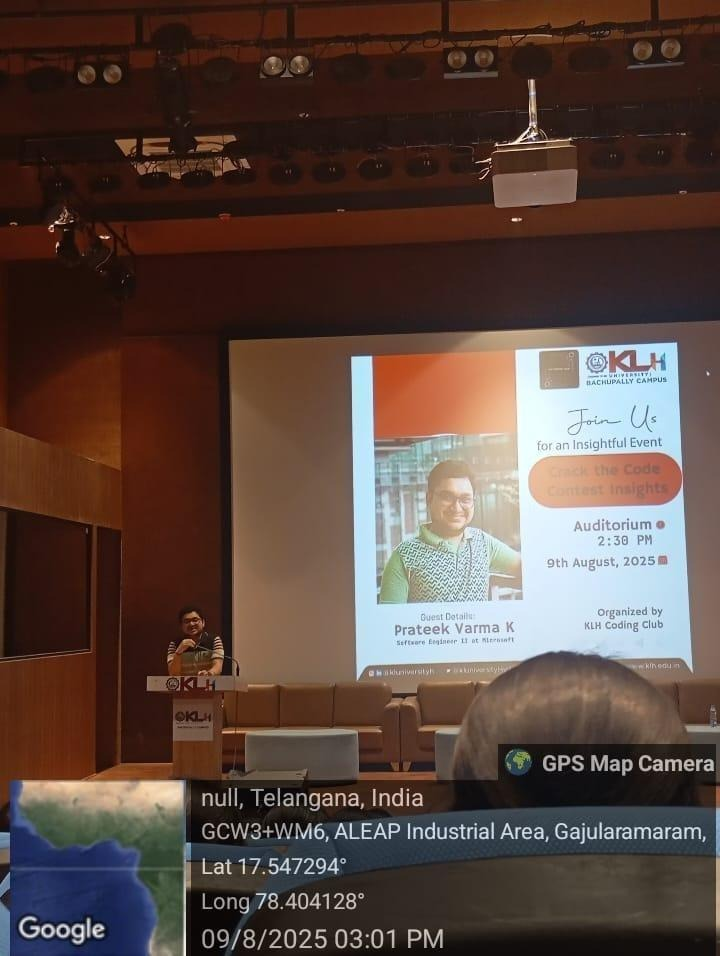 KLH
UNIVERSITY
BACHUPALLY CAMPUS
Join Us
for an Insightful Event
Crack the Code
Contest Insights
Auditorium
2:30 PM
9th August, 2025
Guest Details:
Prateek Varma K
Software Engineer II at Microsoft
Organized by
KLH Coding Club
@kluniversityh
www.klh.edu.in
KLH
KLH
BACHUPALLY CAMPUS
GPS Map Camera
null, Telangana, India
GCW3+WM6, ALEAP Industrial Area, Gajularamaram,
Lat 17.547294°
Long 78.404128°
09/8/2025 03:01 PM
Google